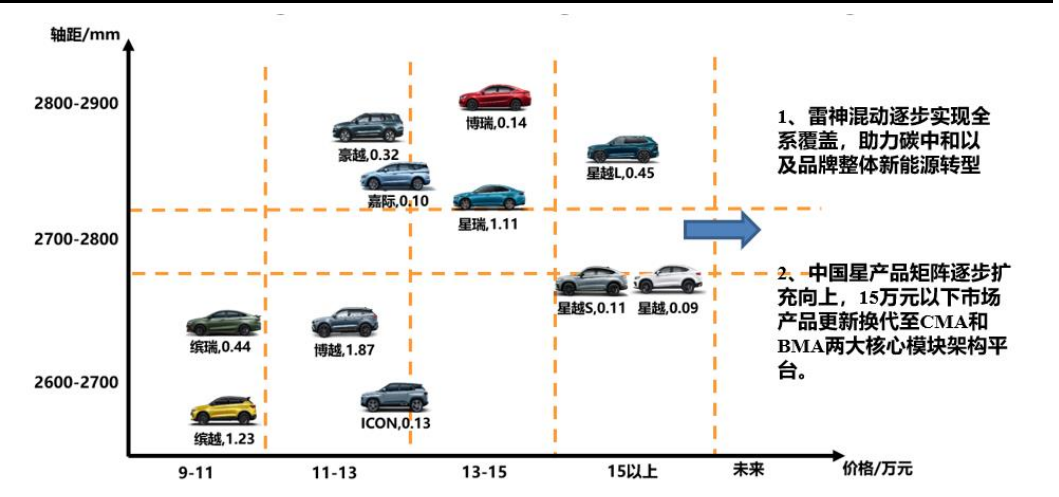 轴距/mm
2800-2900
博瑞,0.14
豪越,0.32
星越L,0.45
嘉际,0.10
星瑞,1.11
2700-2800
星越S,0.11
星越,0.09
缤瑞,0.44
博越,1.87
2600-2700
ICON,0.13
缤越,1.23
9-11
11-13
13-15
15以上
未来
价格/万元
1、雷神混动逐步实现全
系覆盖，助力碳中和以
及品牌整体新能源转型
2、中国星产品矩阵逐步扩
充向上，15万元以下市场
产品更新换代至CMA和
BMA两大核心模块架构平
台。